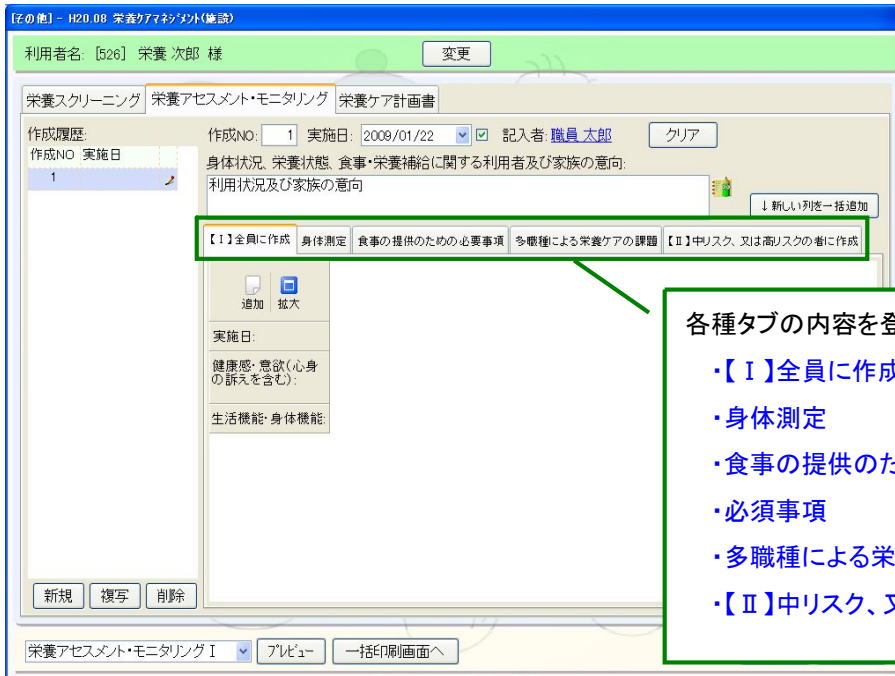 [その他] - H20.08 栄養ケアマネジメント(施設)
利用者名: [526] 栄養 次郎 様 変更
栄養スクリーニング 栄養アセスメント・モニタリング 栄養ケア計画書
作成履歴: 作成NO: 1 実施日: 2009/01/22 記入者: 職員 太郎 クリア
作成NO 実施日
身体状況、栄養状態、食事・栄養補給に関する利用者及び家族の意向:
1
利用状況及び家族の意向
↓新しい列を一括追加
【Ⅰ】全員に作成 身体測定 食事の提供のための必要事項 多職種による栄養ケアの課題 【Ⅱ】中リスク、又は高リスクの者に作成
追加 拡大
実施日:
健康感・意欲(心身
の訴えを含む):
生活機能・身体機能:
各種タブの内容を登
・【Ⅰ】全員に作成
・身体測定
・食事の提供のた
・必須事項
・多職種による栄
・【Ⅱ】中リスク、又
新規 複写 削除
栄養アセスメント・モニタリングⅠ プレビュー 一括印刷画面へ